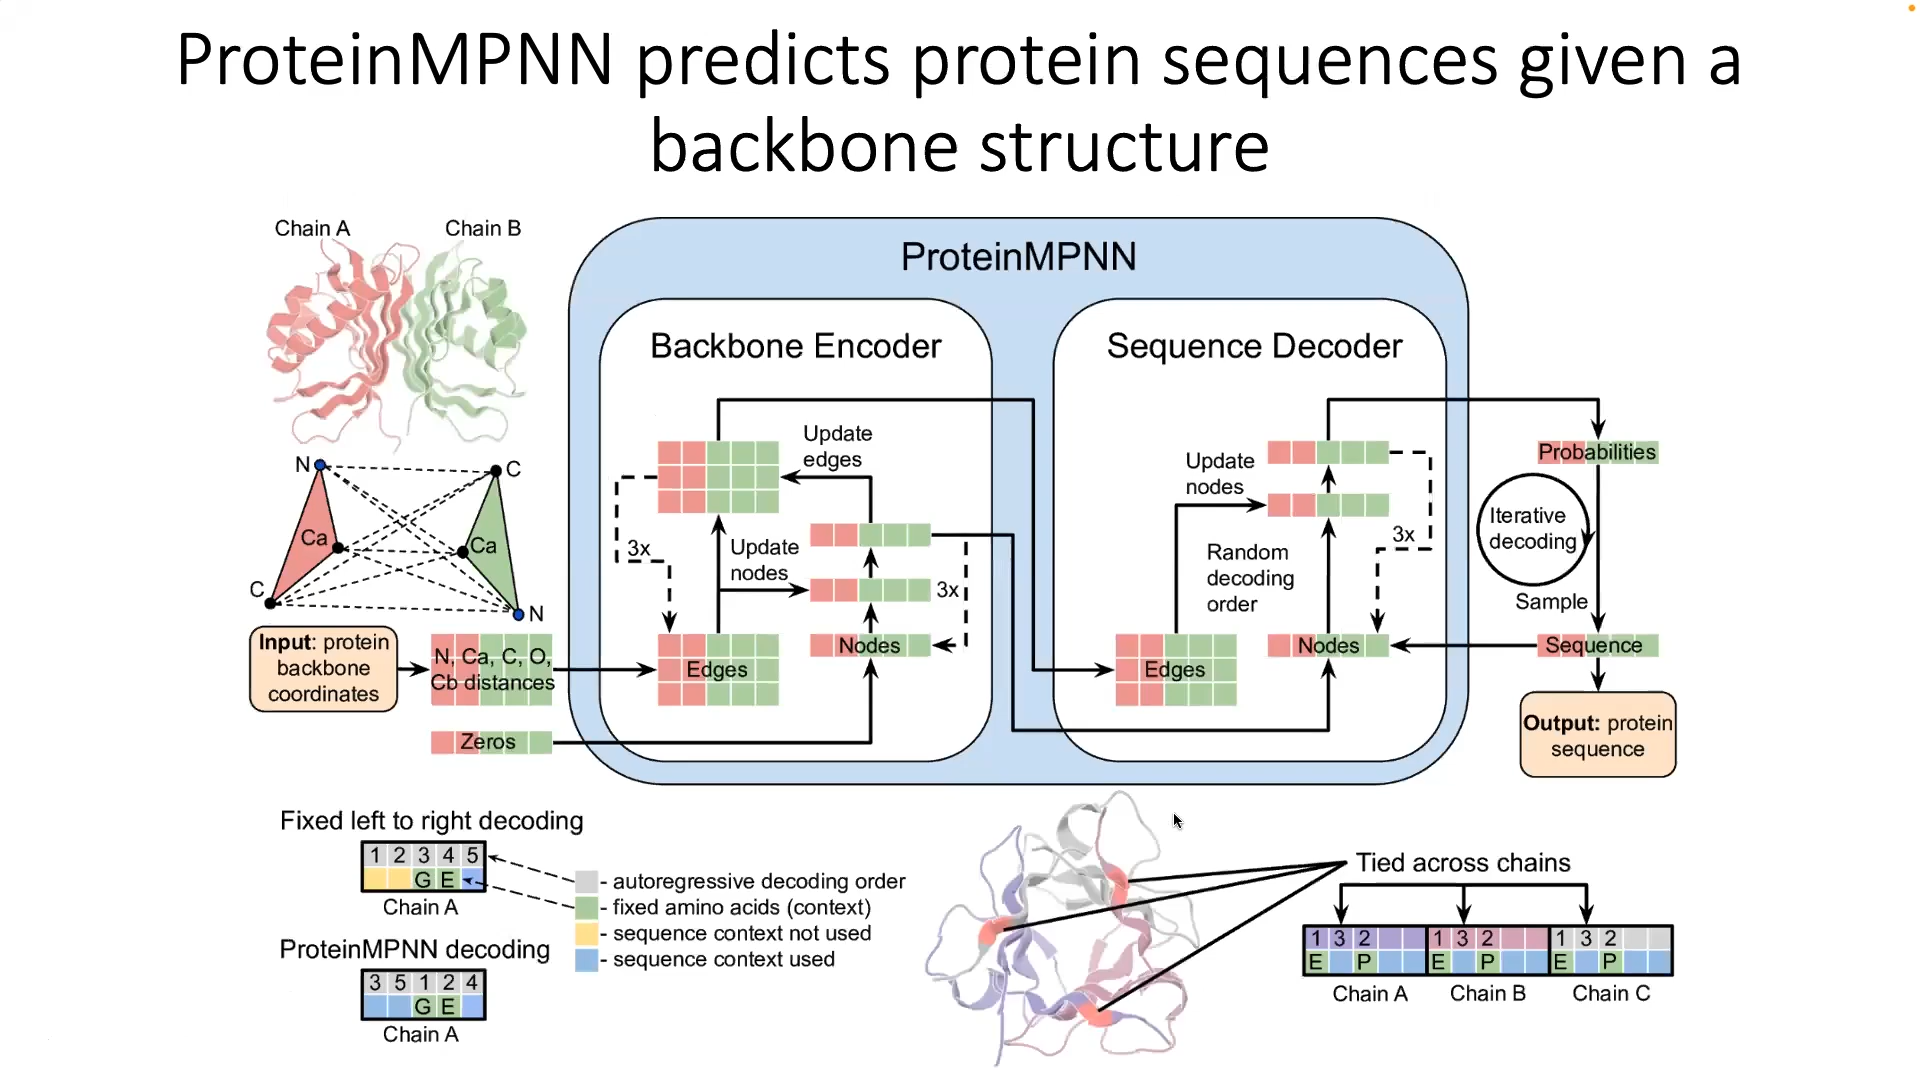 ProteinMPNN predicts protein sequences given a
backbone structure
Chain A
Chain B
N
C
Ca
Ca
C
N
Input: protein
backbone
coordinates
N, Ca, C, O,
Cb distances
Zeros
ProteinMPNN
Backbone Encoder
Update
edges
3x
Update
nodes
3x
Edges
Nodes
Sequence Decoder
Update
nodes
3x
Random
decoding
order
Edges
Nodes
Probabilities
Iterative
decoding
Sample
Sequence
Output: protein
sequence
Fixed left to right decoding
1 2 3 4 5
G E
Chain A
ProteinMPNN decoding
3 5 1 2 4
G E
Chain A
- autoregressive decoding order
- fixed amino acids (context)
- sequence context not used
- sequence context used
Tied across chains
1 3 2 1 3 2 1 3 2
E P E P E P
Chain A Chain B Chain C